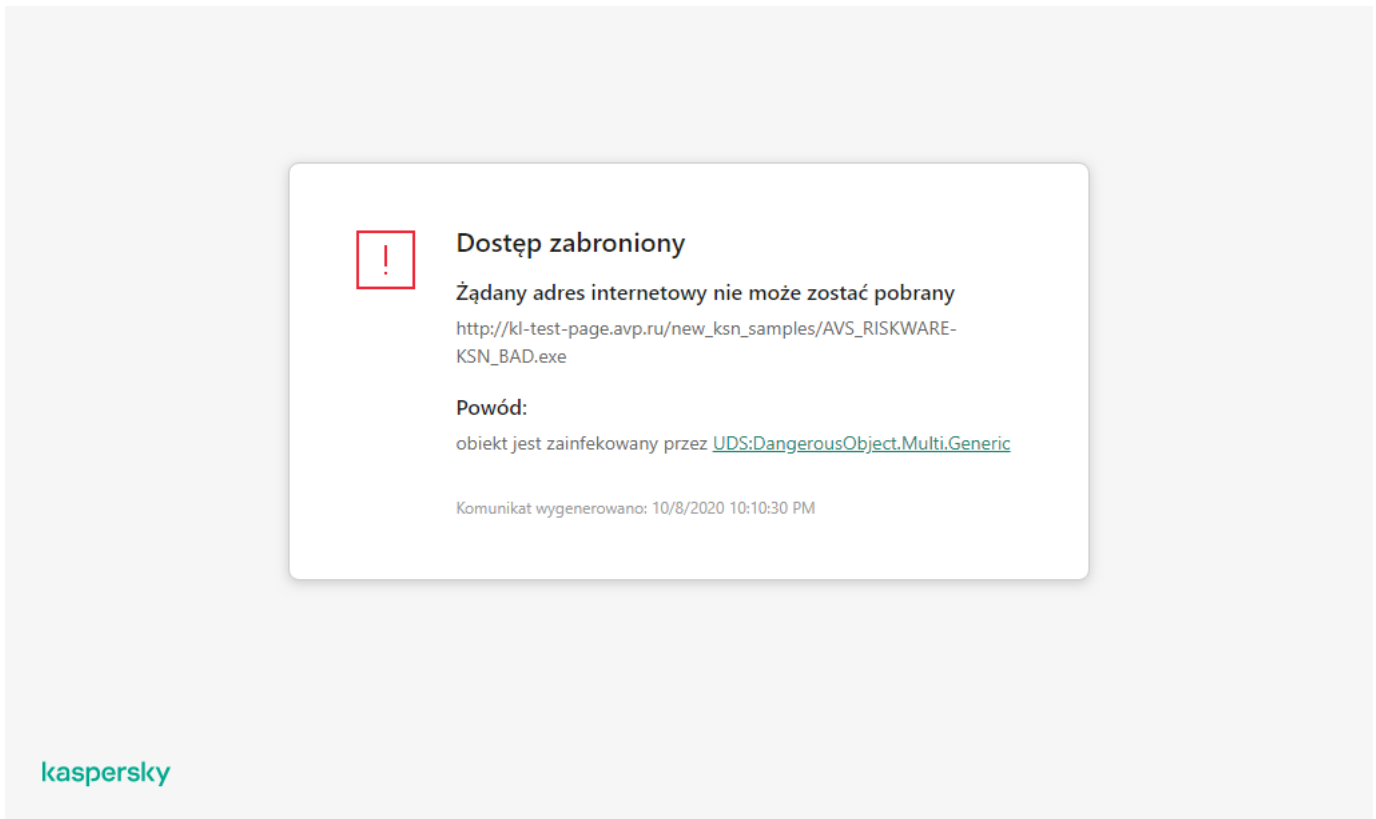 !
Dostęp zabroniony
Żądany adres internetowy nie może zostać pobrany
http://kl-test-page.avp.ru/new_ksn_samples/AVS_RISKWARE-
KSN_BAD.exe
Powód:
obiekt jest zainfekowany przez UDS:DangerousObject.Multi.Generic
Komunikat wygenerowano: 10/8/2020 10:10:30 PM
kaspersky